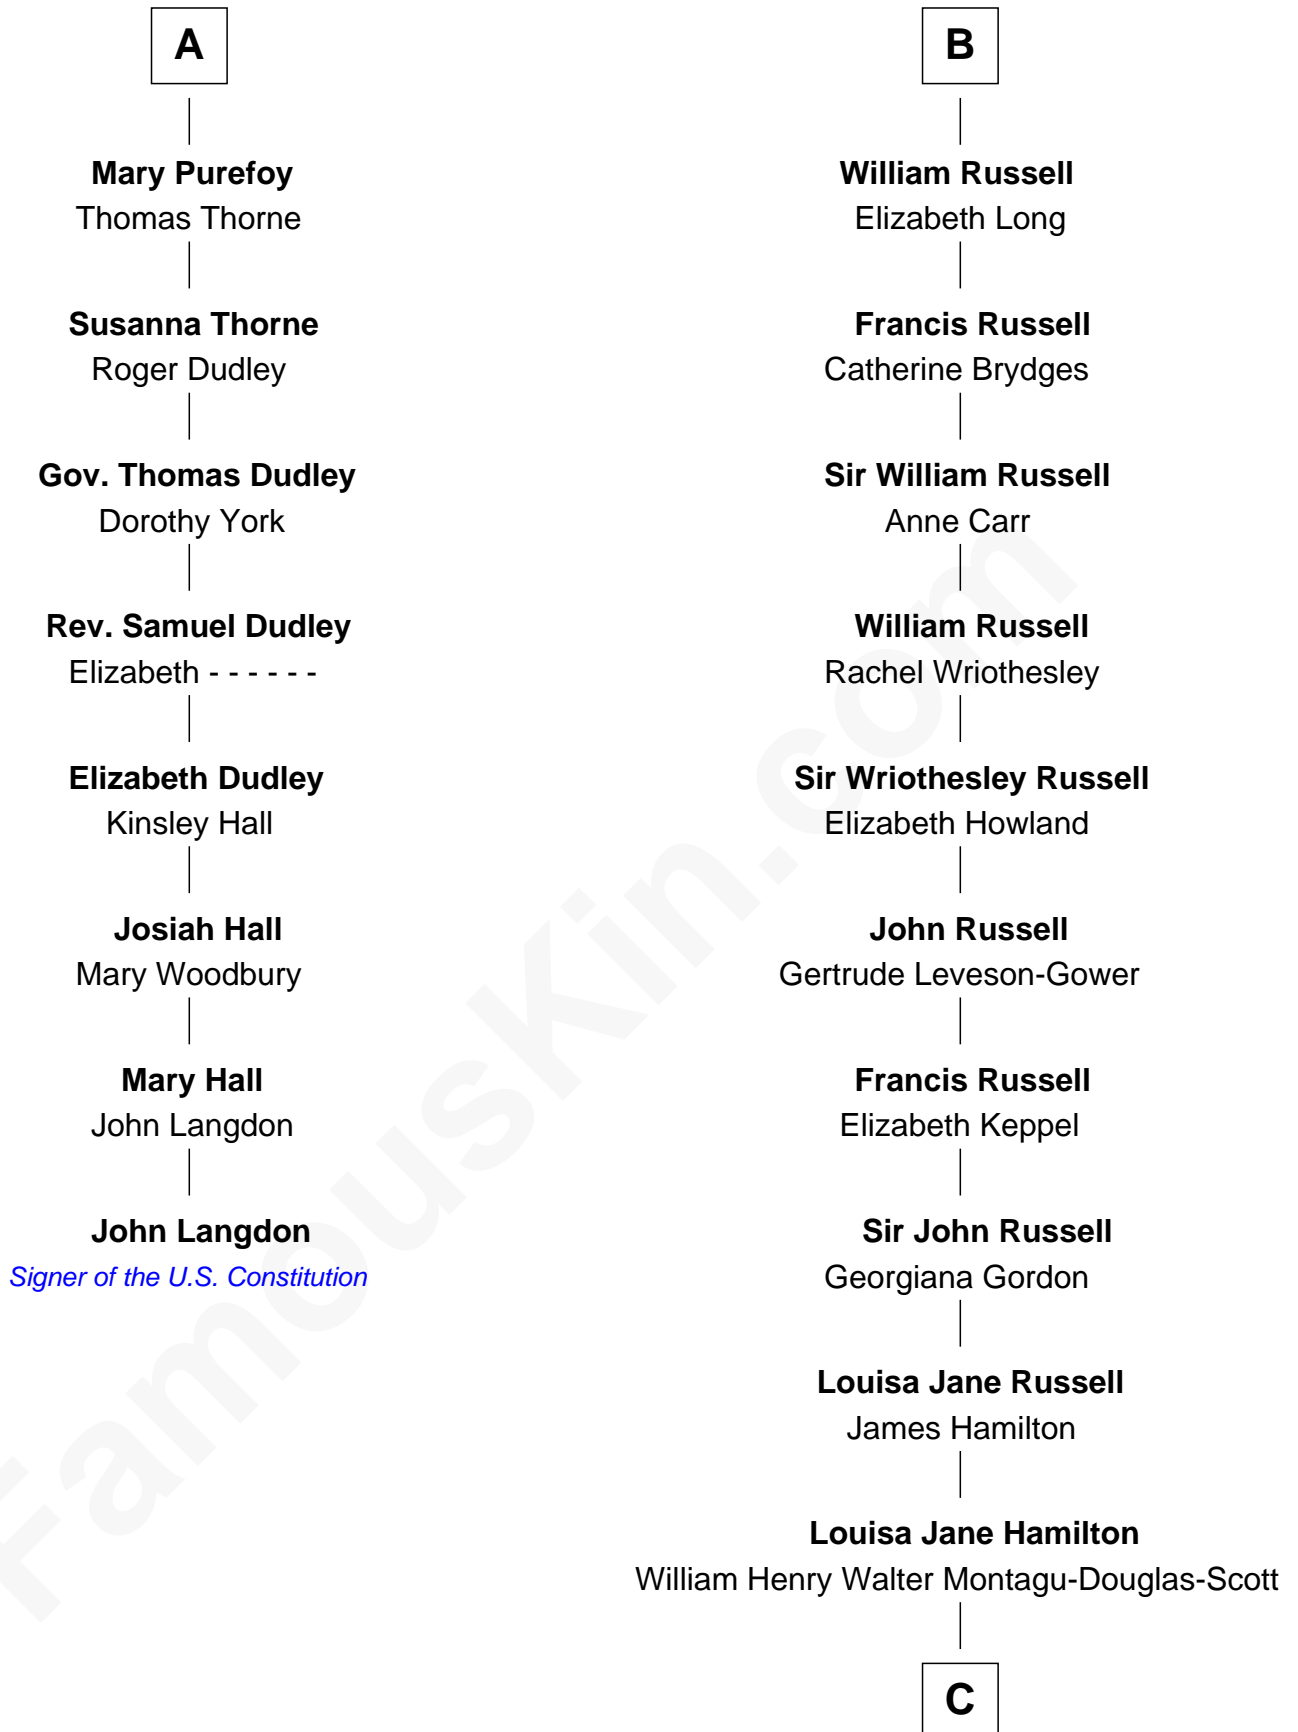 A
Mary Purefoy
Thomas Thorne
Susanna Thorne
Roger Dudley
Gov. Thomas Dudley
Dorothy York
Rev. Samuel Dudley
Elizabeth - - - - - -
Elizabeth Dudley
Kinsley Hall
Josiah Hall
Mary Woodbury
Mary Hall
John Langdon
John Langdon
Signer of the U.S. Constitution
B
William Russell
Elizabeth Long
Francis Russell
Catherine Brydges
Sir William Russell
Anne Carr
William Russell
Rachel Wriothesley
Sir Wriothesley Russell
Elizabeth Howland
John Russell
Gertrude Leveson-Gower
Francis Russell
Elizabeth Keppel
Sir John Russell
Georgiana Gordon
Louisa Jane Russell
James Hamilton
Louisa Jane Hamilton
William Henry Walter Montagu-Douglas-Scott
C
FamousKin.com